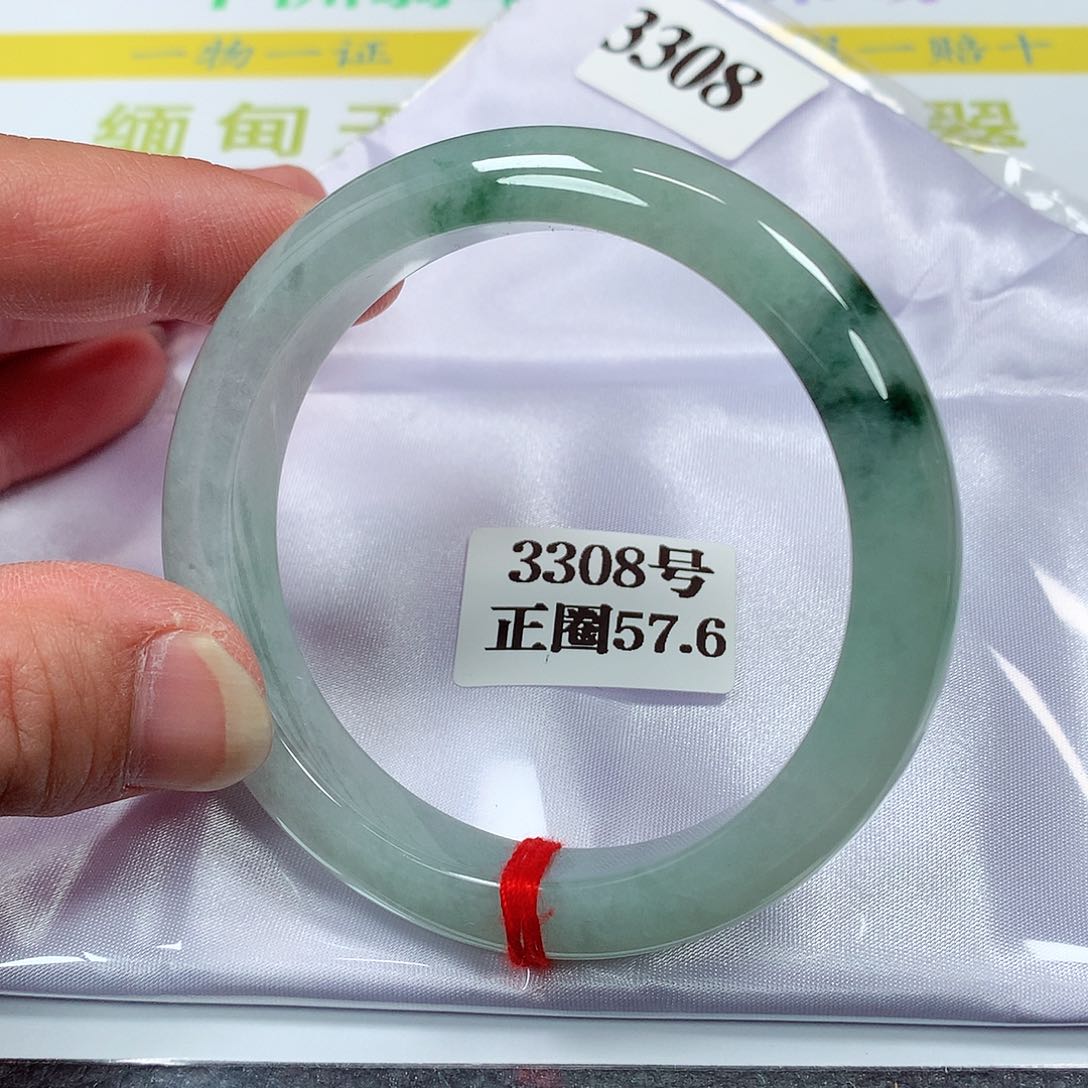 一物一证
一赔十
缅甸
翠
3308
3308号
正圈57.6